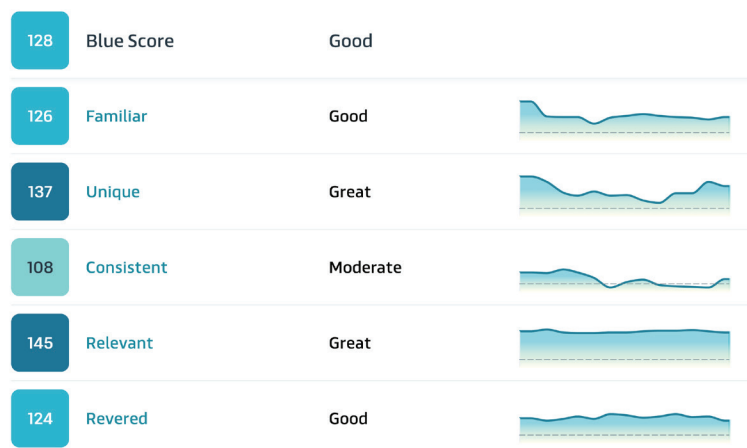 128 Blue Score Good
126 Familiar Good
137 Unique Great
108 Consistent Moderate
145 Relevant Great
124 Revered Good